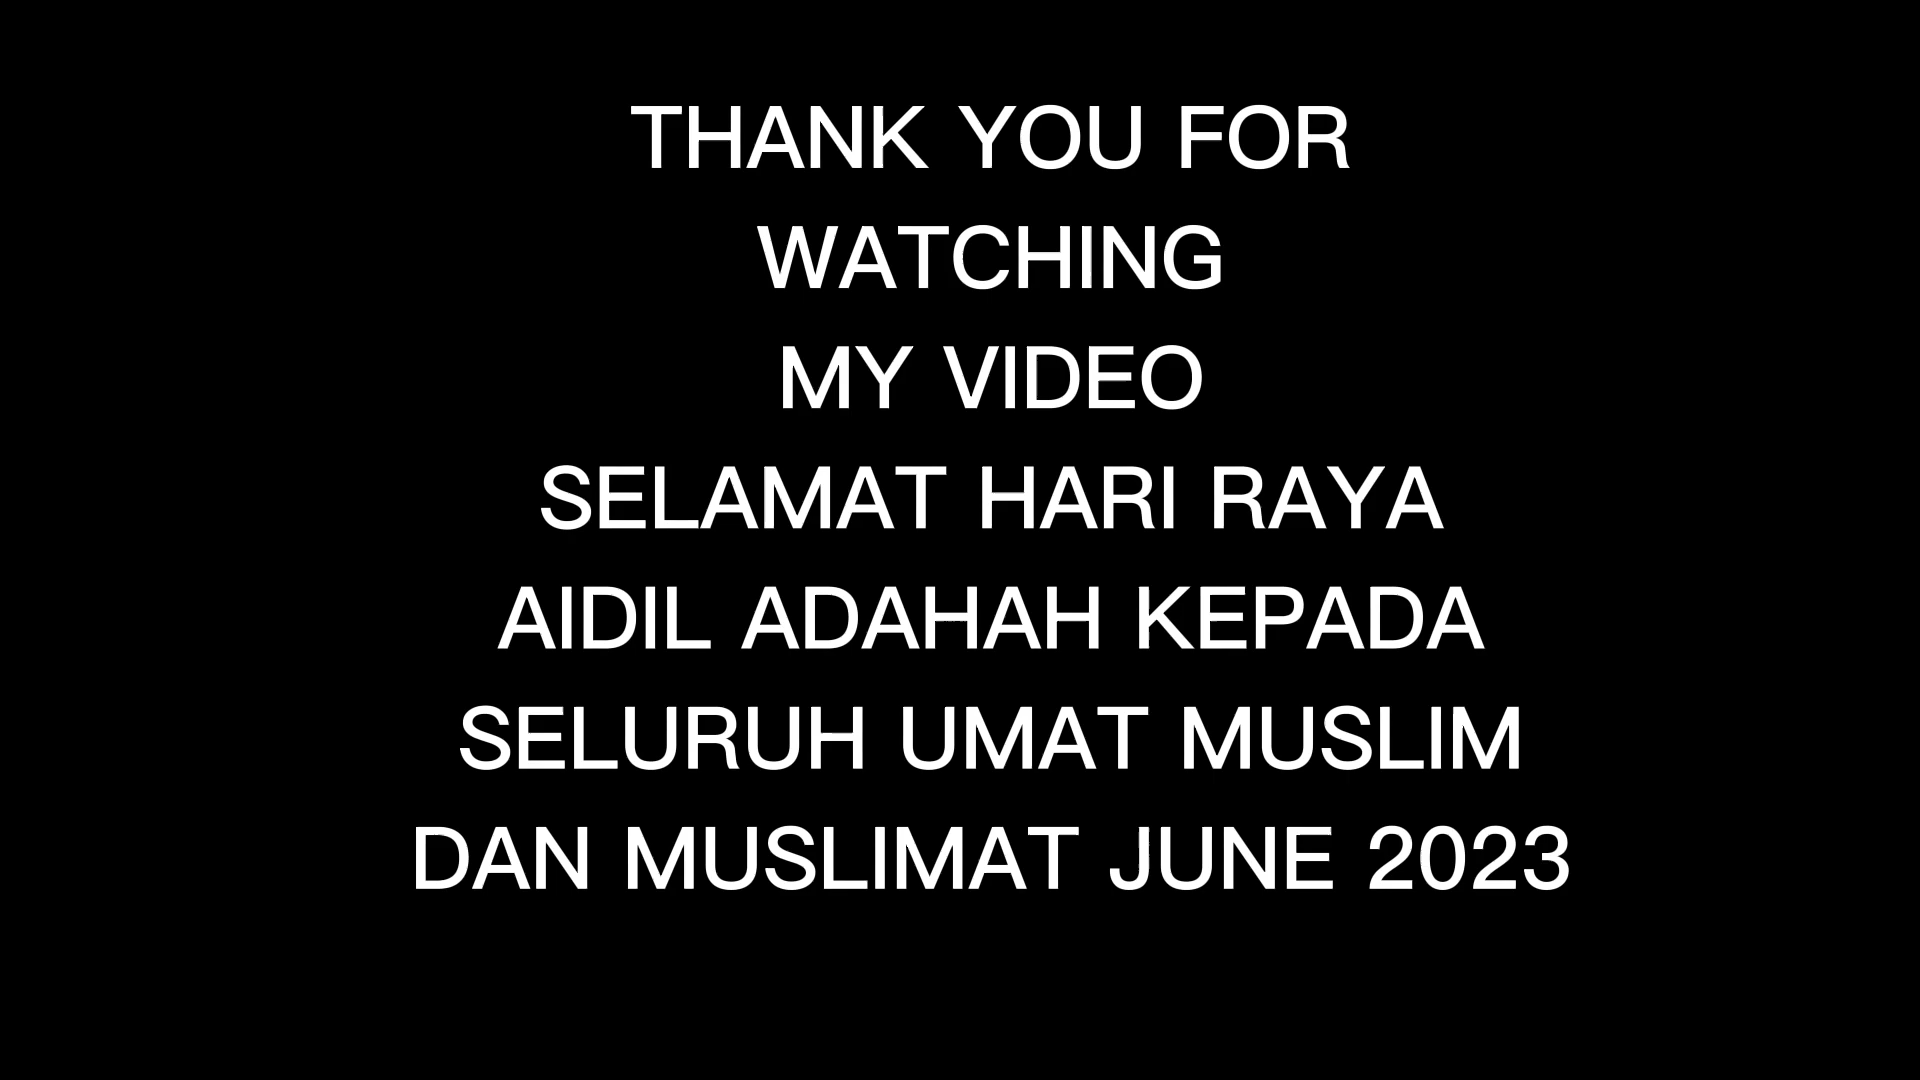 THANK YOU FOR
WATCHING
MY VIDEO
SELAMAT HARI RAYA
AIDIL ADAHAH KEPADA
SELURUH UMAT MUSLIM
DAN MUSLIMAT JUNE 2023